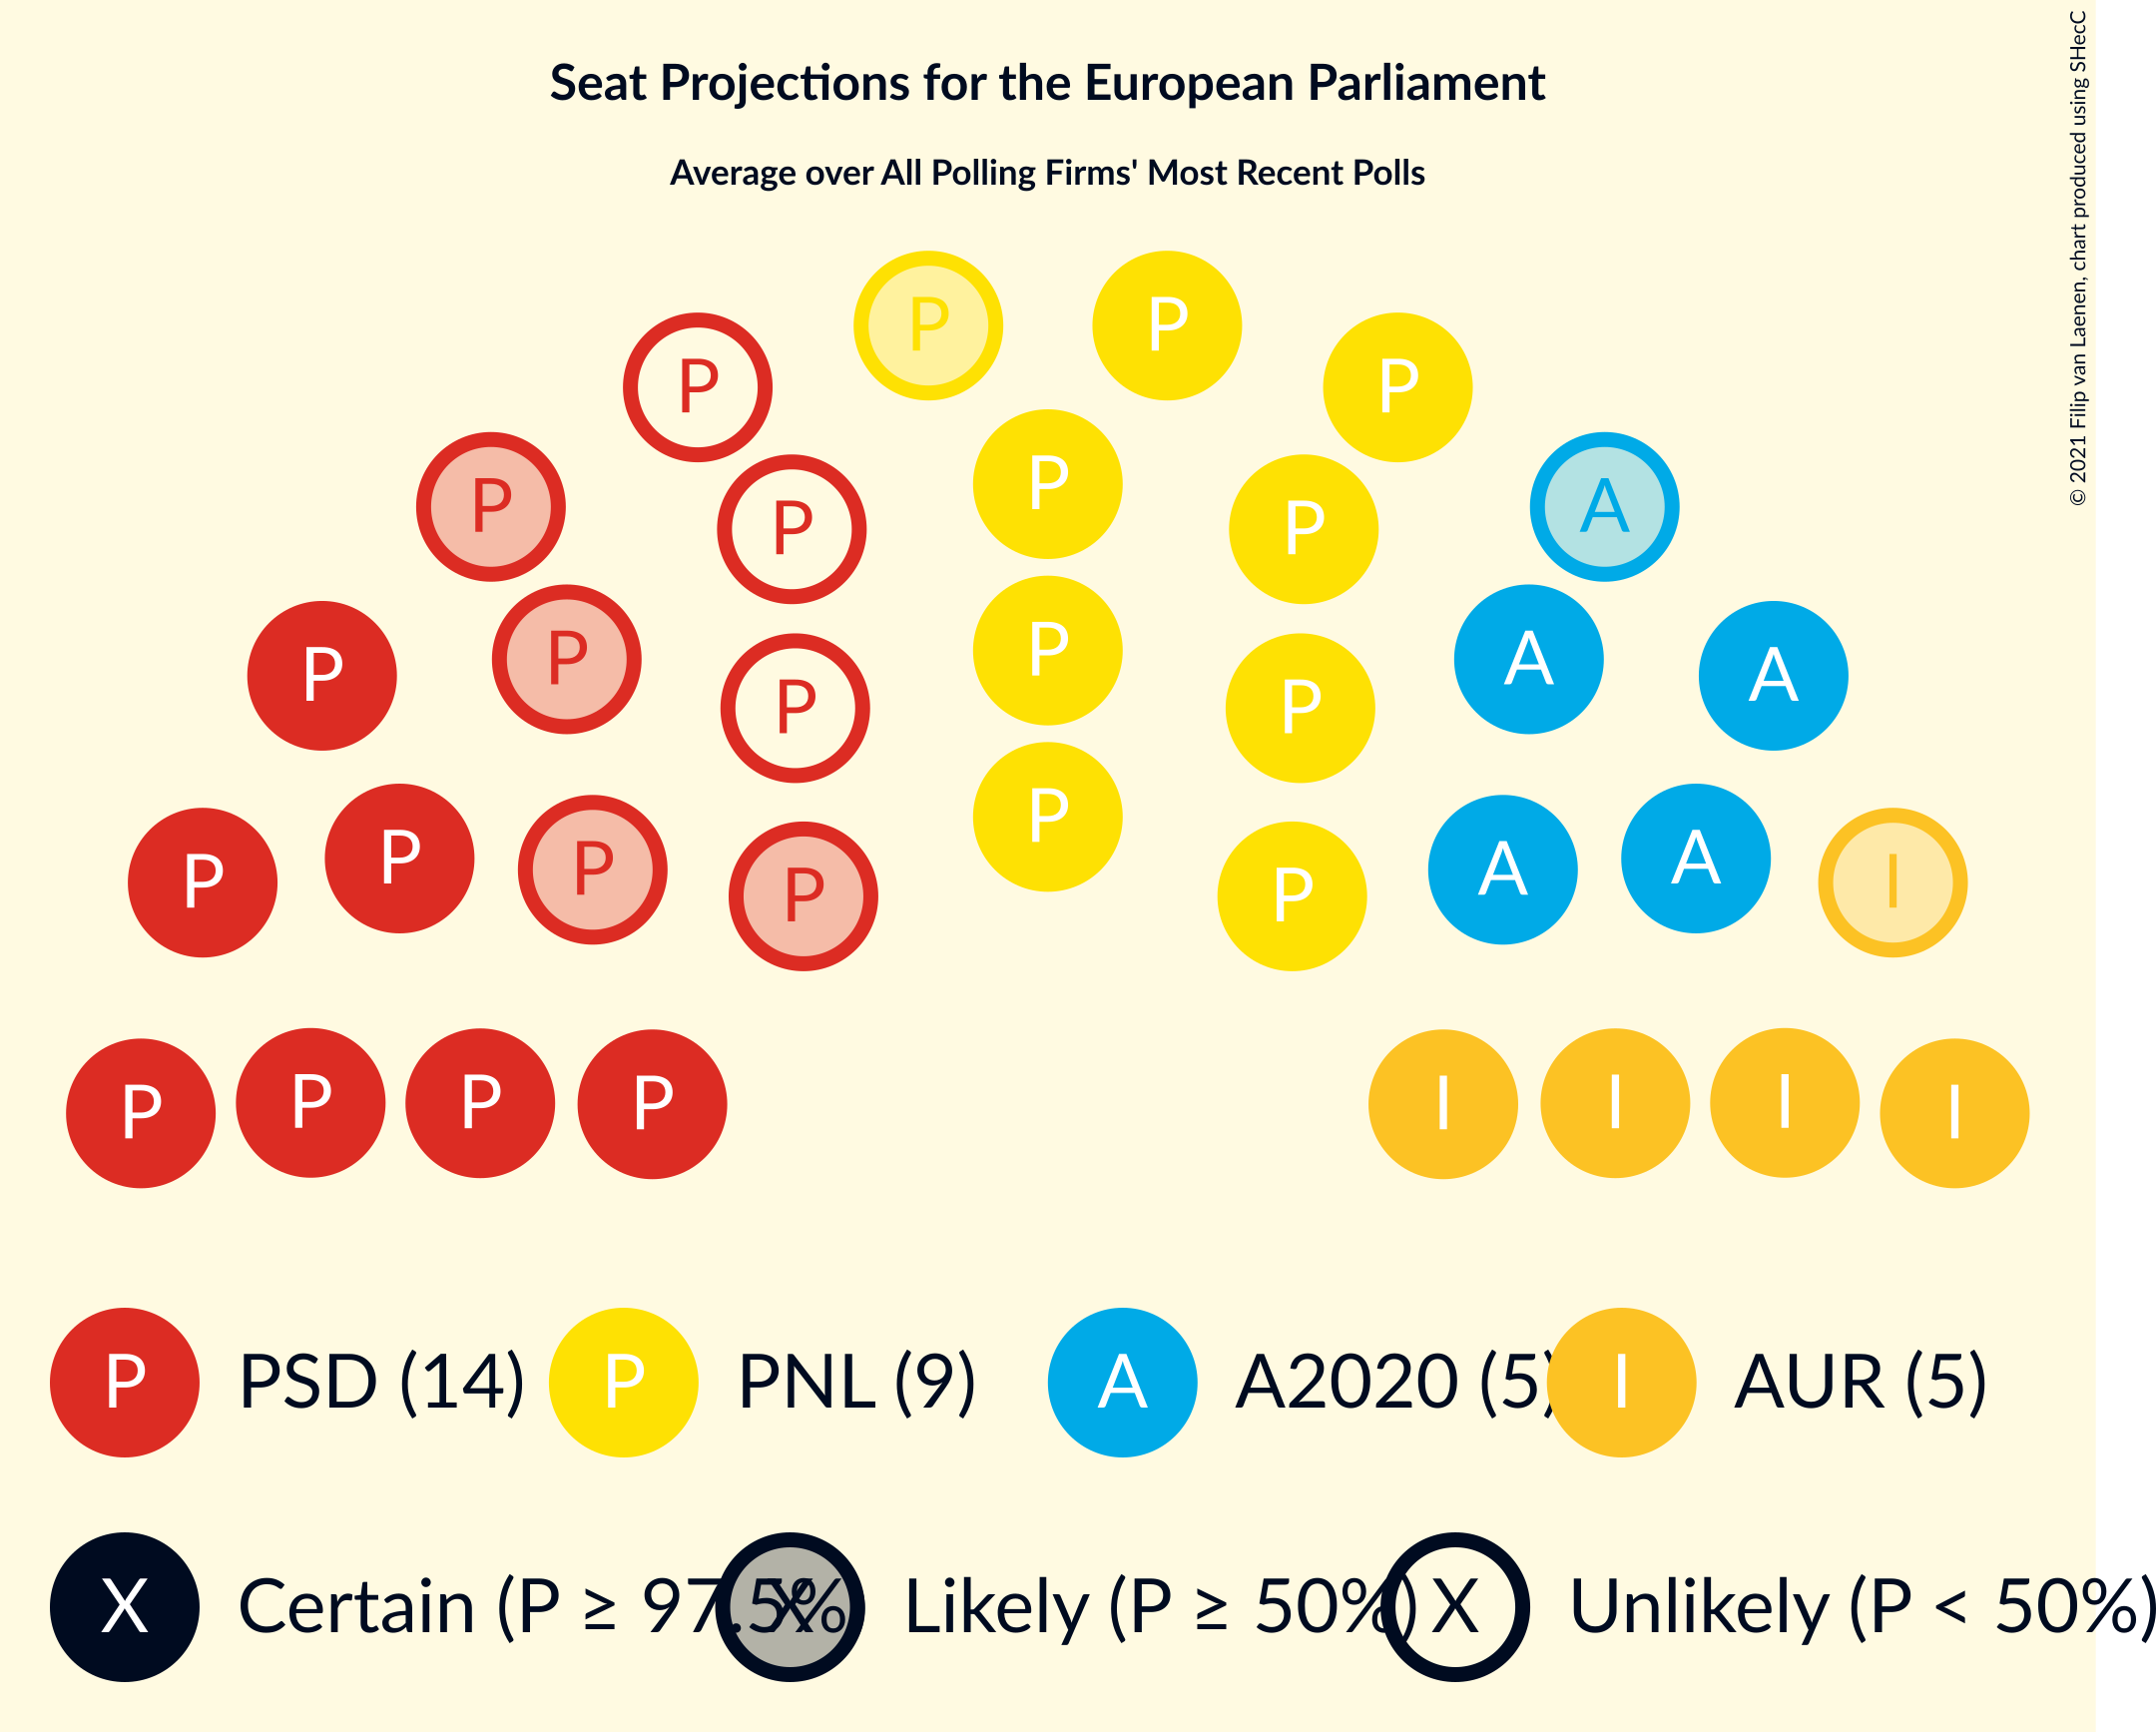 Seat Projections for the European Parliament
Average over All Polling Firms' Most Recent Polls
© 2021 Filip van Laenen, chart produced using SHecC
P P
P P
P P P P A
P P A A
P P P
P P A A I
P P P P
P P P P I I I I
P PSD (14) P PNL (9) A A2020 (5) I AUR (5)
X Certain (P ≥ 97.5% X Likely (P ≥ 50%) X Unlikely (P < 50%)